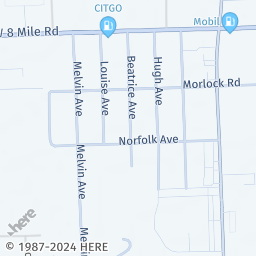 CITGO
Mobil
W 8 Mile Rd
Melvin Ave
Louise Ave
Beatrice Ave
Hugh Ave
Morlock Rd
Norfolk Ave
Melvin Ave
© 1987-2024 HERE